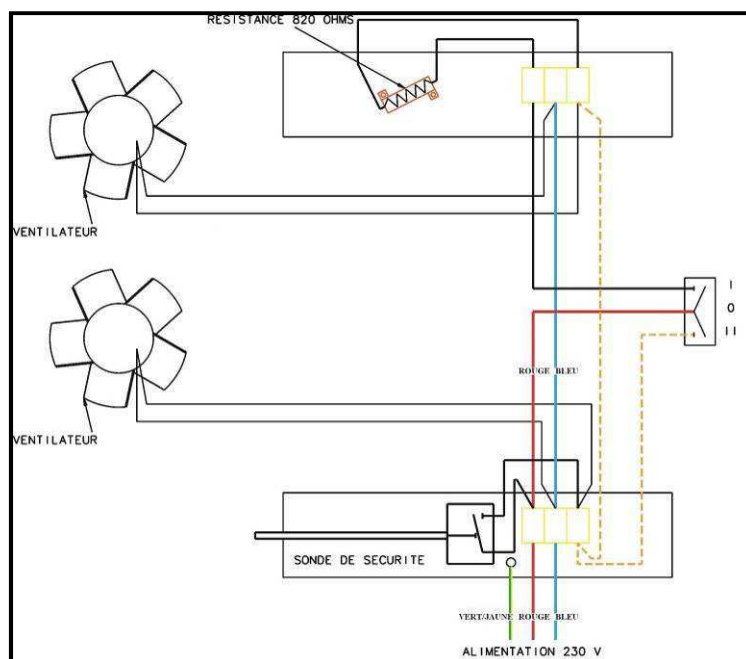 RESISTANCE 820 OHMS
VENTILATEUR
I
0
II
ROUGE BLEU
VENTILATEUR
SONDE DE SECURITE
VERT/JAUNE ROUGE BLEU
ALIMENTATION 230 V